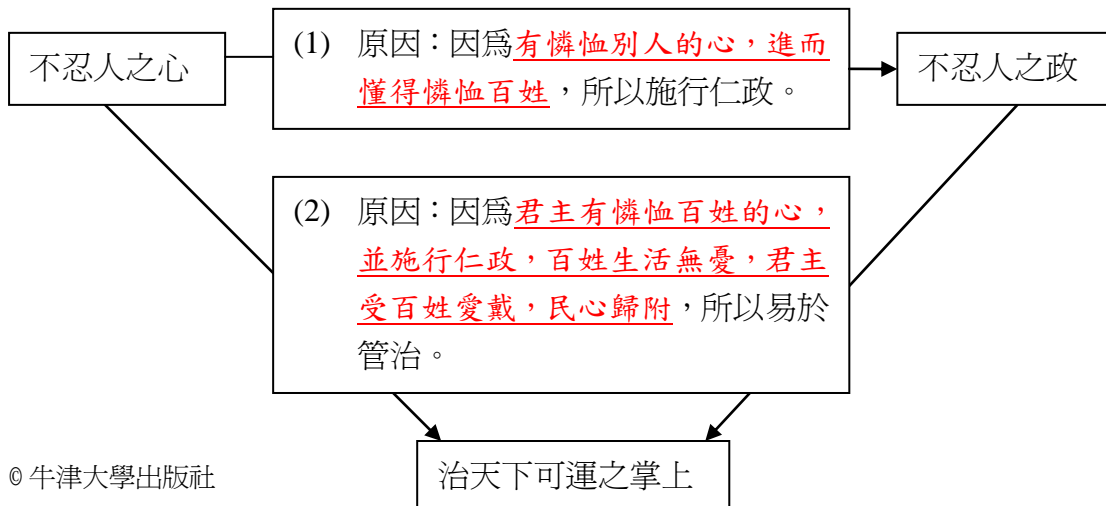 不忍人之心
(1) 原因：因為有憐恤別人的心，進而
懂得憐恤百姓，所以施行仁政。
不忍人之政
(2) 原因：因為君主有憐恤百姓的心，
並施行仁政，百姓生活無憂，君主
受百姓愛戴，民心歸附，所以易於
管治。
治天下可運之掌上
© 牛津大學出版社